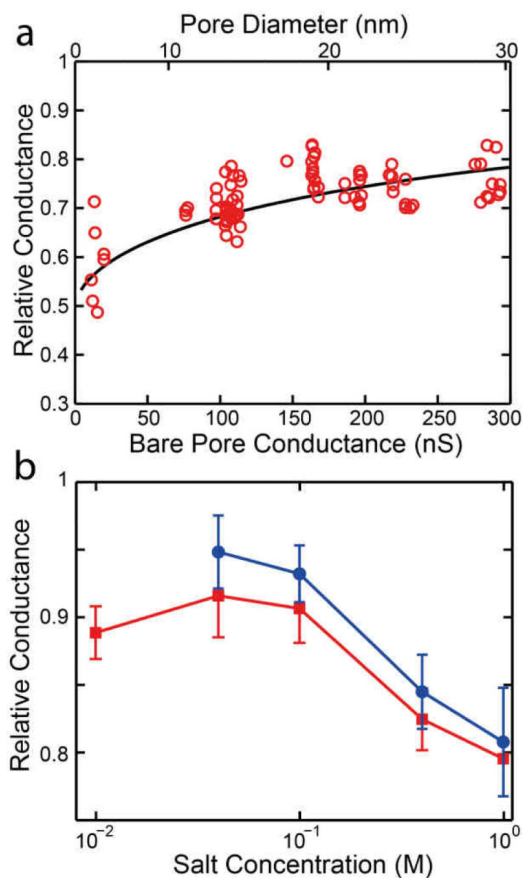 a
Pore Diameter (nm)
0 10 20 30
1
0.9
0.8
0.7
0.6
0.5
0.4
0.3
Relative Conductance
0 50 100 150 200 250 300
Bare Pore Conductance (nS)
b
1
0.9
0.8
Relative Conductance
10⁻² 10⁻¹ 10⁰
Salt Concentration (M)